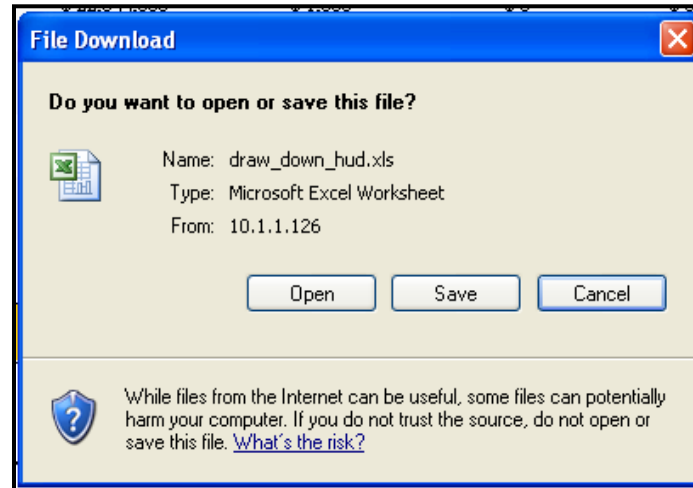 File Download
Do you want to open or save this file?
Name: draw_down_hud.xls
Type: Microsoft Excel Worksheet
From: 10.1.1.126
Open Save Cancel
While files from the Internet can be useful, some files can potentially
harm your computer. If you do not trust the source, do not open or
save this file. What's the risk?